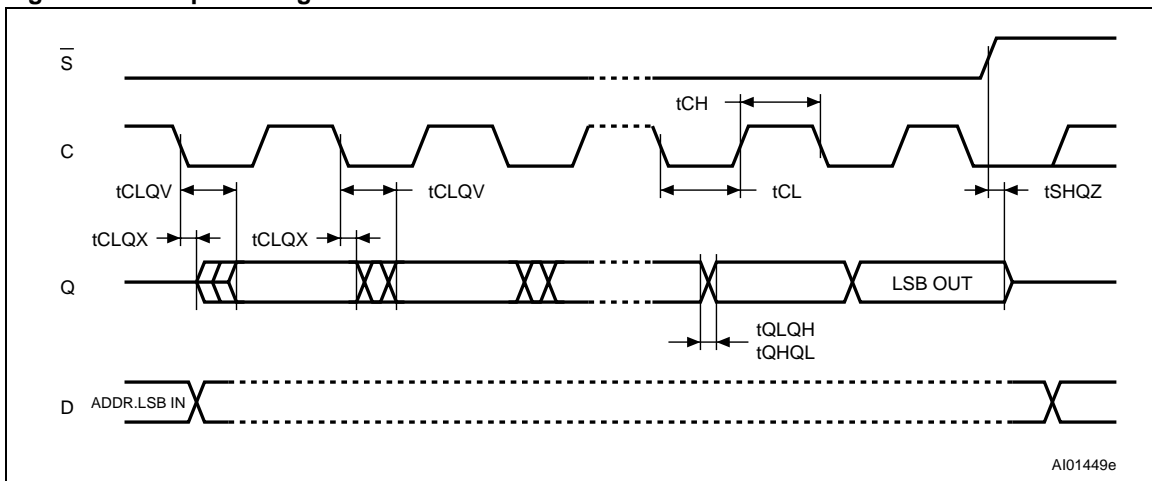 S
tCH
C
tCLQV
tCLQV
tCL
tSHQZ
tCLQX
tCLQX
Q
LSB OUT
tQLQH
tQHQL
D
ADDR.LSB IN
AI01449e